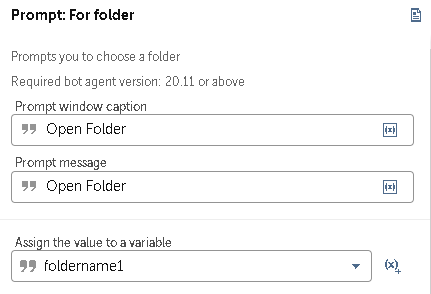 Prompt: For folder
Prompts you to choose a folder
Required bot agent version: 20.11 or above
Prompt window caption
Open Folder
(x)
Prompt message
Open Folder
(x)
Assign the value to a variable
foldername1
(x)+